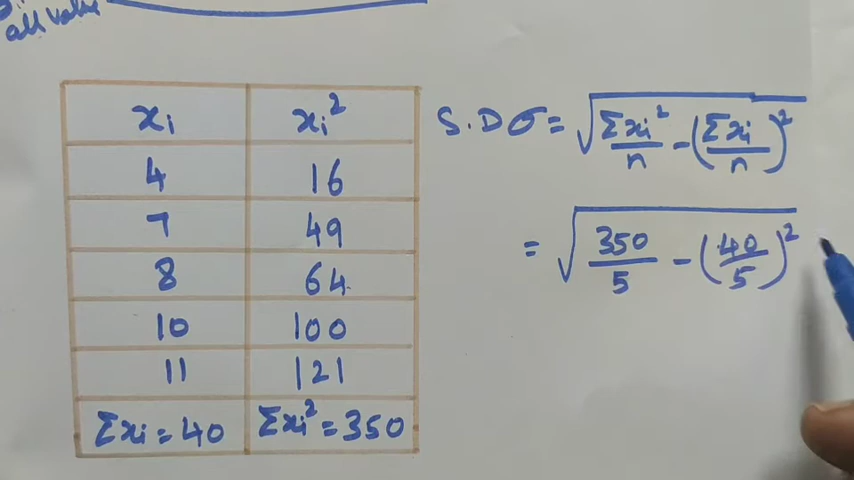 all value
xᵢ xᵢ²
4 16
7 49
8 64
10 100
11 121
Σxᵢ = 40 Σxᵢ² = 350
S.D σ = √(Σxᵢ²/n - (Σxᵢ/n)²)
= √(350/5 - (40/5)²)